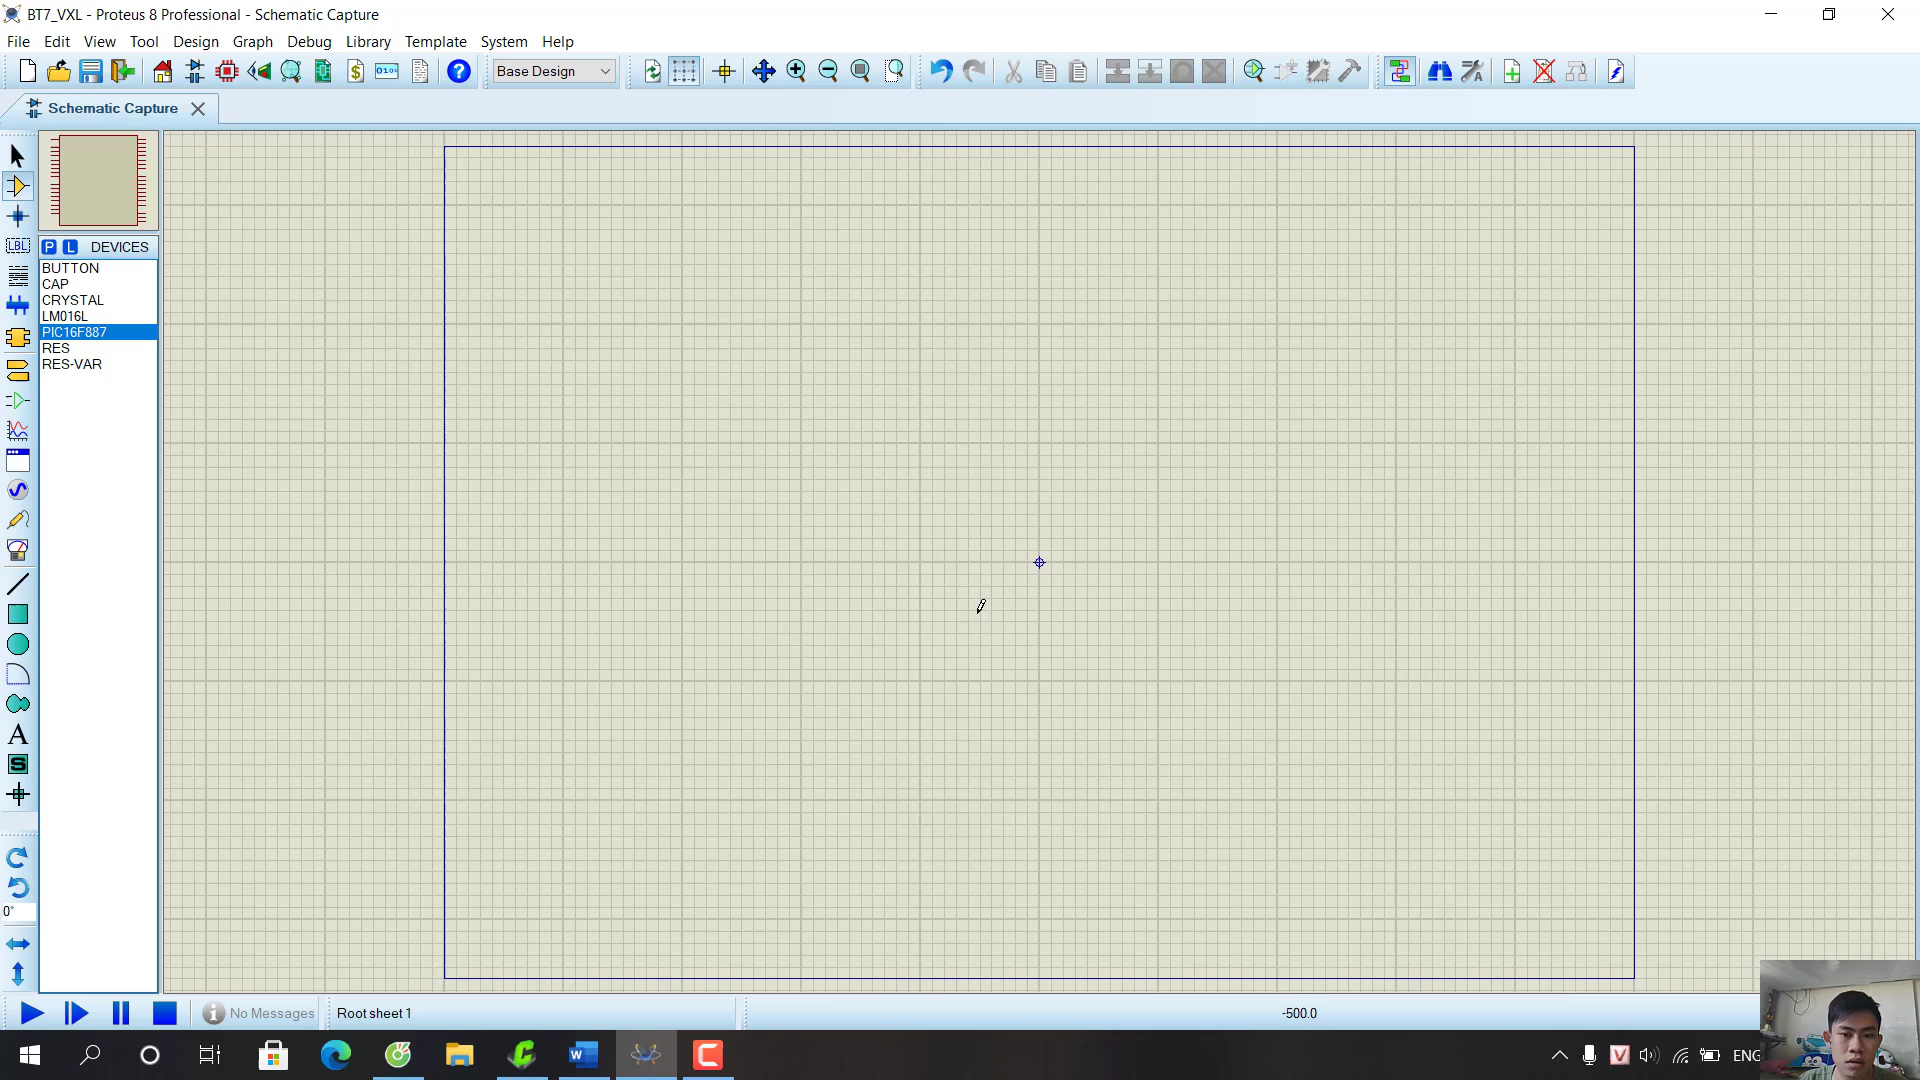 BT7_VXL - Proteus 8 Professional - Schematic Capture
File Edit View Tool Design Graph Debug Library Template System Help
Base Design
Schematic Capture
P L DEVICES
BUTTON
CAP
CRYSTAL
LM016L
PIC16F887
RES
RES-VAR
LBL
A
S
0°
No Messages
Root sheet 1
-500.0
ENG